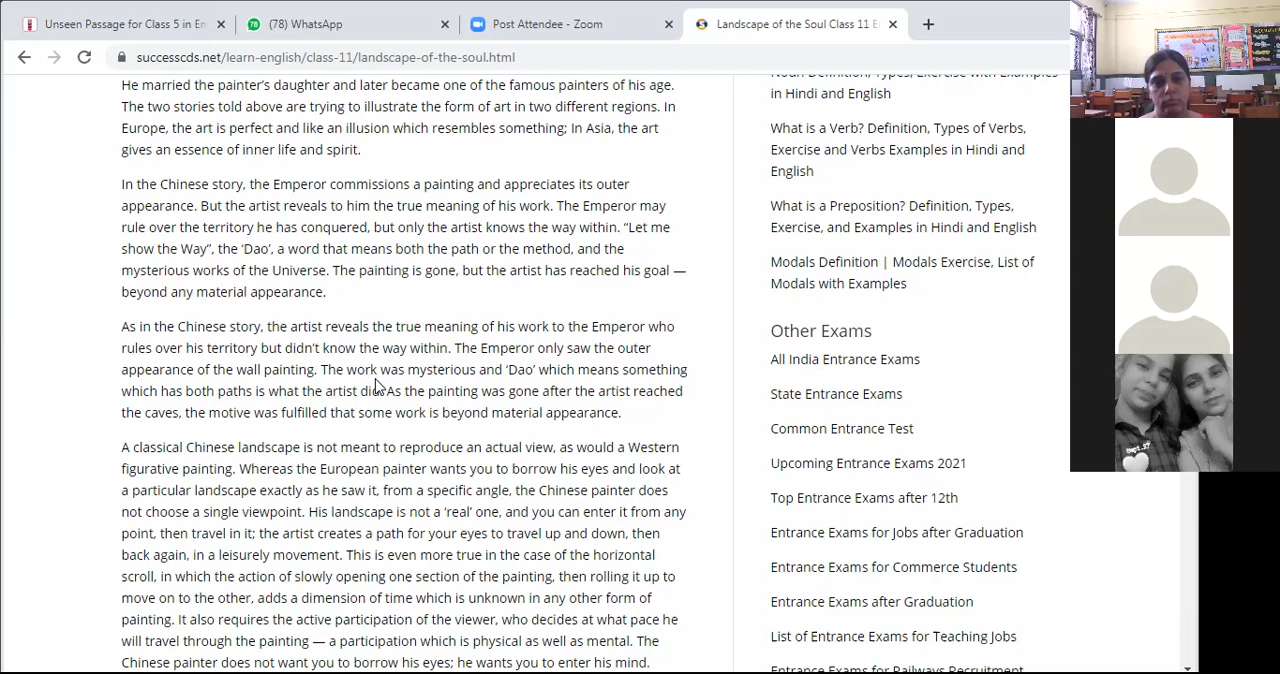 Unseen Passage for Class 5 in En
(78) WhatsApp
Post Attendee - Zoom
Landscape of the Soul Class 11 E
successcds.net/learn-english/class-11/landscape-of-the-soul.html
He married the painter's daughter and later became one of the famous painters of his age.
The two stories told above are trying to illustrate the form of art in two different regions. In
Europe, the art is perfect and like an illusion which resembles something; In Asia, the art
gives an essence of inner life and spirit.
In the Chinese story, the Emperor commissions a painting and appreciates its outer
appearance. But the artist reveals to him the true meaning of his work. The Emperor may
rule over the territory he has conquered, but only the artist knows the way within. “Let me
show the Way”, the ‘Dao’, a word that means both the path or the method, and the
mysterious works of the Universe. The painting is gone, but the artist has reached his goal —
beyond any material appearance.
As in the Chinese story, the artist reveals the true meaning of his work to the Emperor who
rules over his territory but didn’t know the way within. The Emperor only saw the outer
appearance of the wall painting. The work was mysterious and ‘Dao’ which means something
which has both paths is what the artist did. As the painting was gone after the artist reached
the caves, the motive was fulfilled that some work is beyond material appearance.
A classical Chinese landscape is not meant to reproduce an actual view, as would a Western
figurative painting. Whereas the European painter wants you to borrow his eyes and look at
a particular landscape exactly as he saw it, from a specific angle, the Chinese painter does
not choose a single viewpoint. His landscape is not a ‘real’ one, and you can enter it from any
point, then travel in it; the artist creates a path for your eyes to travel up and down, then
back again, in a leisurely movement. This is even more true in the case of the horizontal
scroll, in which the action of slowly opening one section of the painting, then rolling it up to
move on to the other, adds a dimension of time which is unknown in any other form of
painting. It also requires the active participation of the viewer, who decides at what pace he
will travel through the painting — a participation which is physical as well as mental. The
Chinese painter does not want you to borrow his eyes; he wants you to enter his mind.
Noun Definition, Types, Exercise with Examples
in Hindi and English
What is a Verb? Definition, Types of Verbs,
Exercise and Verbs Examples in Hindi and
English
What is a Preposition? Definition, Types,
Exercise, and Examples in Hindi and English
Modals Definition | Modals Exercise, List of
Modals with Examples
Other Exams
All India Entrance Exams
State Entrance Exams
Common Entrance Test
Upcoming Entrance Exams 2021
Top Entrance Exams after 12th
Entrance Exams for Jobs after Graduation
Entrance Exams for Commerce Students
Entrance Exams after Graduation
List of Entrance Exams for Teaching Jobs
Entrance Exams for Railways Recruitment